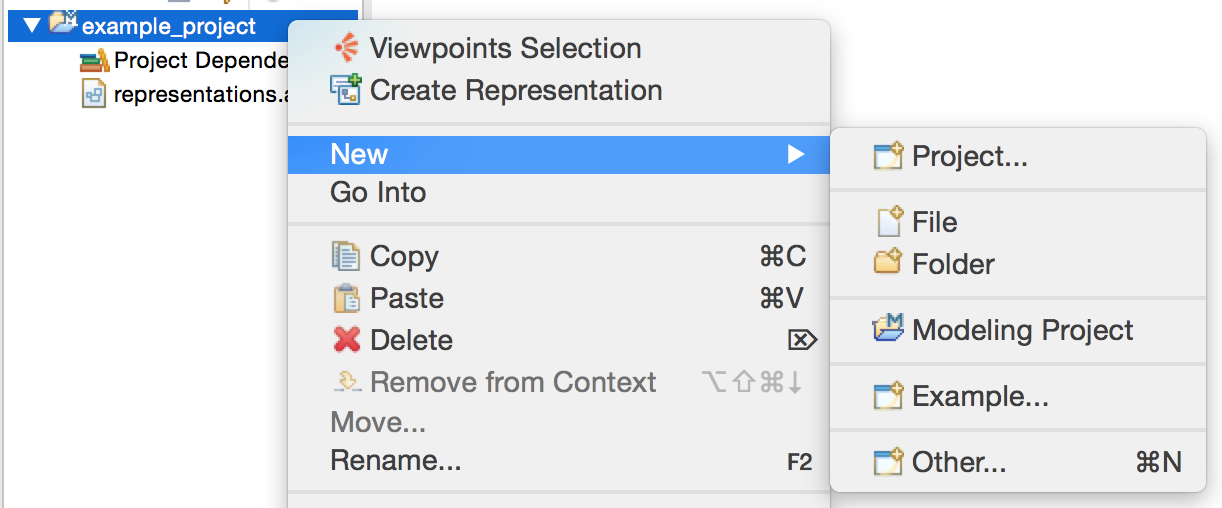 example_project
Project Depende
representations.a
Viewpoints Selection
Create Representation
New
Go Into
Copy ⌘C
Paste ⌘V
Delete ⌦
Remove from Context ⌥⇧⌘↓
Move...
Rename... F2
Project...
File
Folder
Modeling Project
Example...
Other... ⌘N